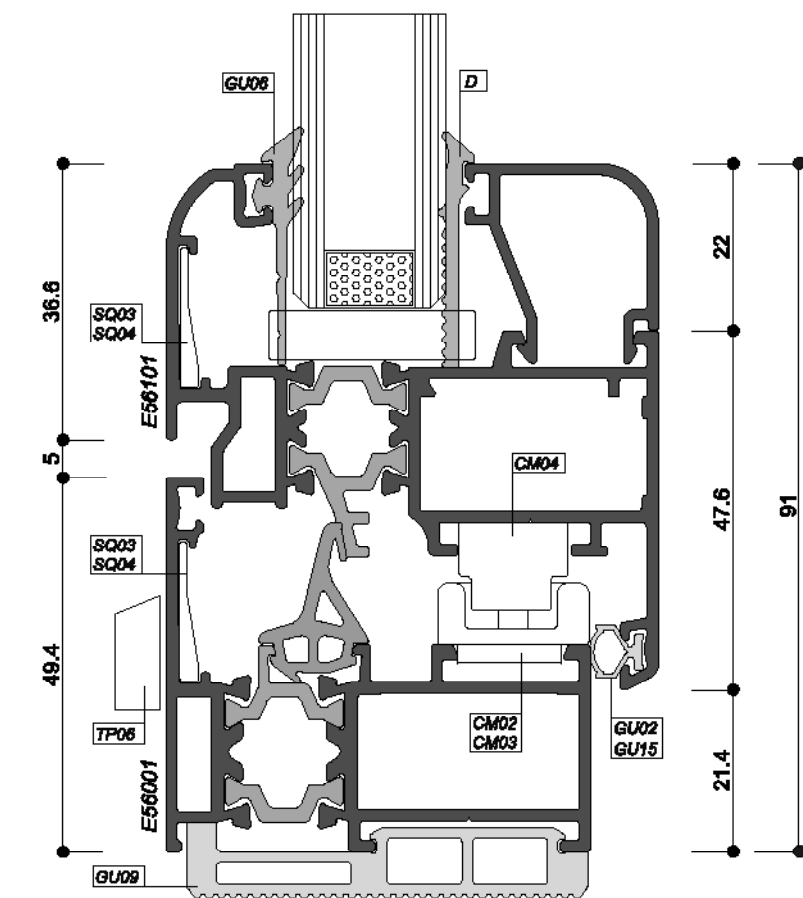 GU06
D
36.6
22
SQ03
SQ04
E56101
5
CM04
47.6
91
SQ03
SQ04
49.4
TP06
CM02
CM03
GU02
GU15
E56001
21.4
GU09